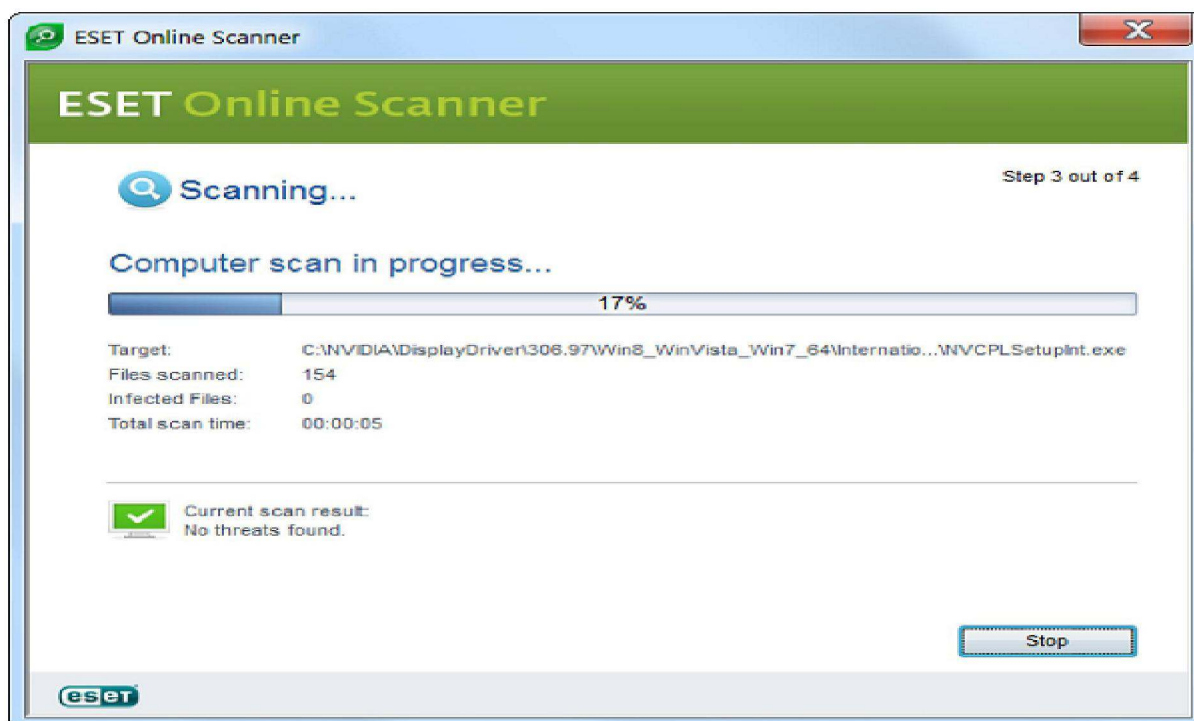 ESET Online Scanner
ESET Online Scanner
Step 3 out of 4
Scanning...
Computer scan in progress...
17%
Target: C:\NVIDIA\DisplayDriver\306.97\Win8_WinVista_Win7_64\Internatio...\NVCPLSetupInt.exe
Files scanned: 154
Infected Files: 0
Total scan time: 00:00:05
Current scan result:
No threats found.
Stop
eset